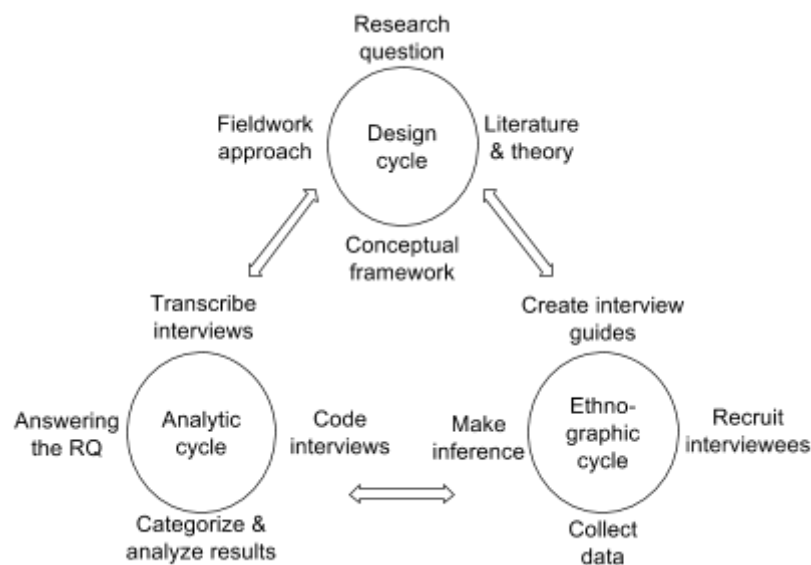 Research
question
Fieldwork
approach
Design
cycle
Literature
& theory
Conceptual
framework
Transcribe
interviews
Create interview
guides
Answering
the RQ
Analytic
cycle
Code
interviews
Make
inference
Ethno-
graphic
cycle
Recruit
interviewees
Categorize &
analyze results
Collect
data